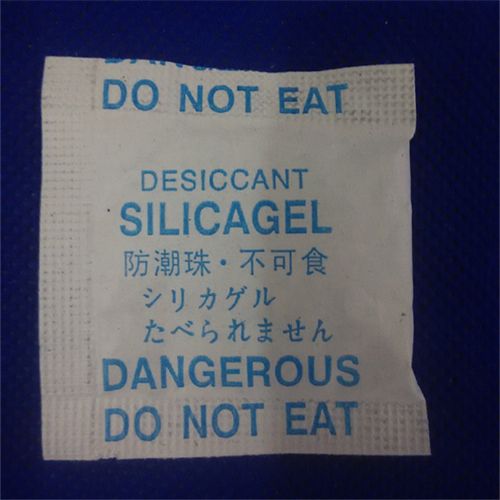 DO NOT EAT
DESICCANT
SILICAGEL
防潮珠・不可食
シリカゲル
たべられません
DANGEROUS
DO NOT EAT